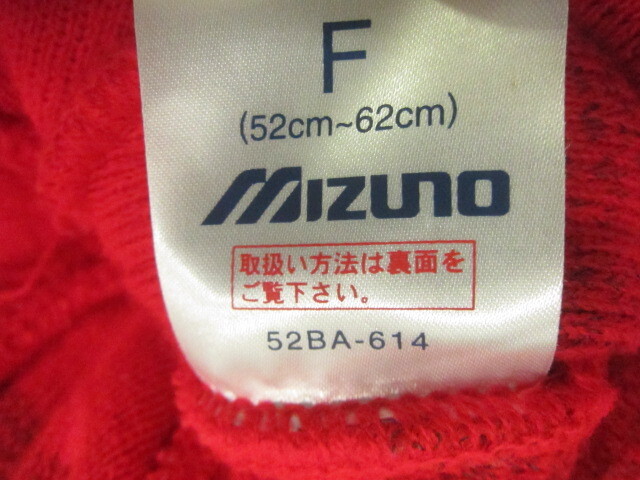 F
(52cm~62cm)
MIZUNO
取扱い方法は裏面を
ご覧下さい。
52BA-614